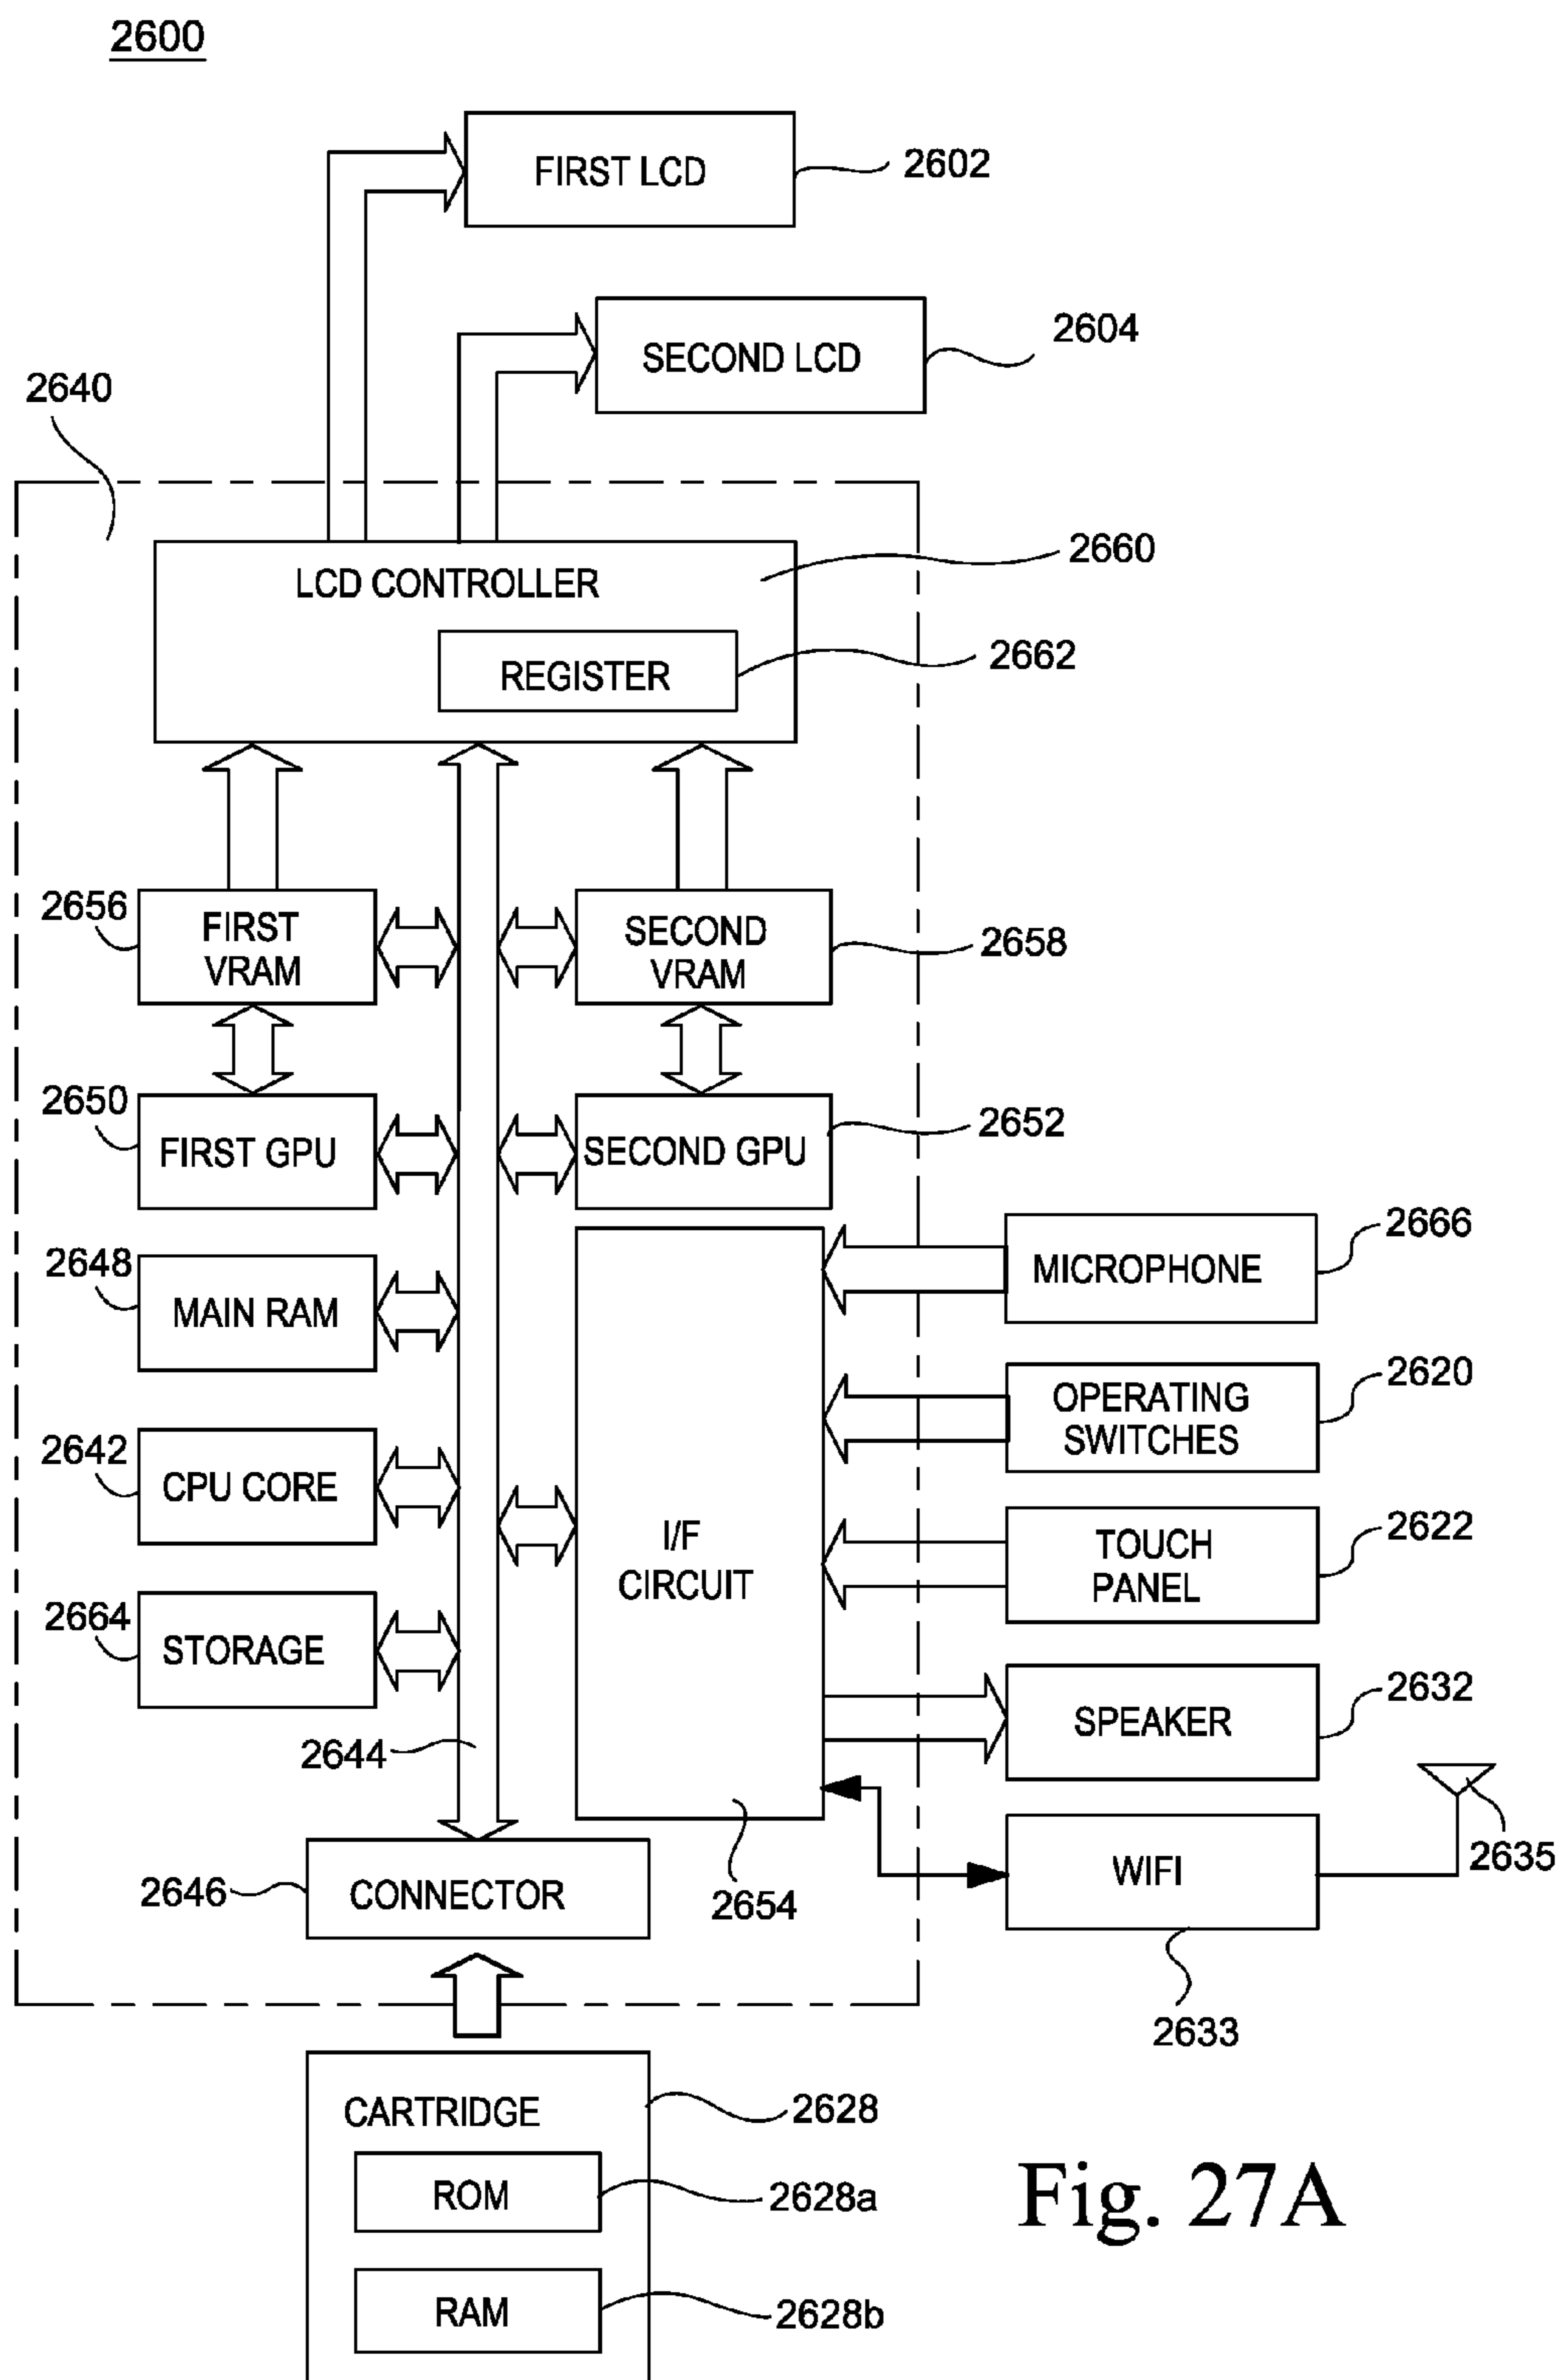 2600
FIRST LCD
2602
SECOND LCD
2604
2640
LCD CONTROLLER
2660
REGISTER
2662
2656
FIRST
VRAM
SECOND
VRAM
2658
2650
FIRST GPU
SECOND GPU
2652
2648
MAIN RAM
MICROPHONE
2666
OPERATING
SWITCHES
2620
2642
CPU CORE
I/F
CIRCUIT
TOUCH
PANEL
2622
2664
STORAGE
SPEAKER
2632
2644
2635
WIFI
2646
CONNECTOR
2654
2633
CARTRIDGE
2628
ROM
2628a
RAM
2628b
Fig. 27A